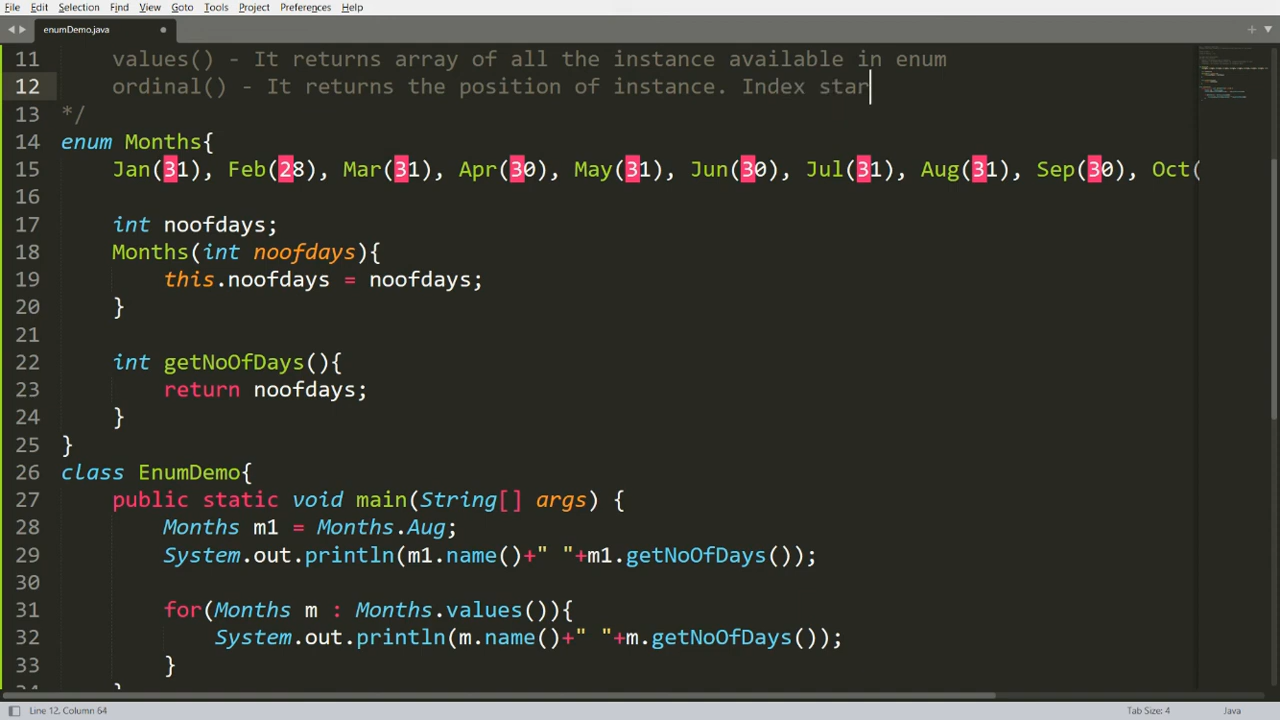 File Edit Selection Find View Goto Tools Project Preferences Help
enumDemo.java
11 values() - It returns array of all the instance available in enum
12 ordinal() - It returns the position of instance. Index star
13 */
14 enum Months{
15 Jan(31), Feb(28), Mar(31), Apr(30), May(31), Jun(30), Jul(31), Aug(31), Sep(30), Oct(
16
17 int noofdays;
18 Months(int noofdays){
19 this.noofdays = noofdays;
20 }
21
22 int getNoOfDays(){
23 return noofdays;
24 }
25 }
26 class EnumDemo{
27 public static void main(String[] args) {
28 Months m1 = Months.Aug;
29 System.out.println(m1.name()+" "+m1.getNoOfDays());
30
31 for(Months m : Months.values()){
32 System.out.println(m.name()+" "+m.getNoOfDays());
33 }
Line 12, Column 64 Tab Size: 4 Java